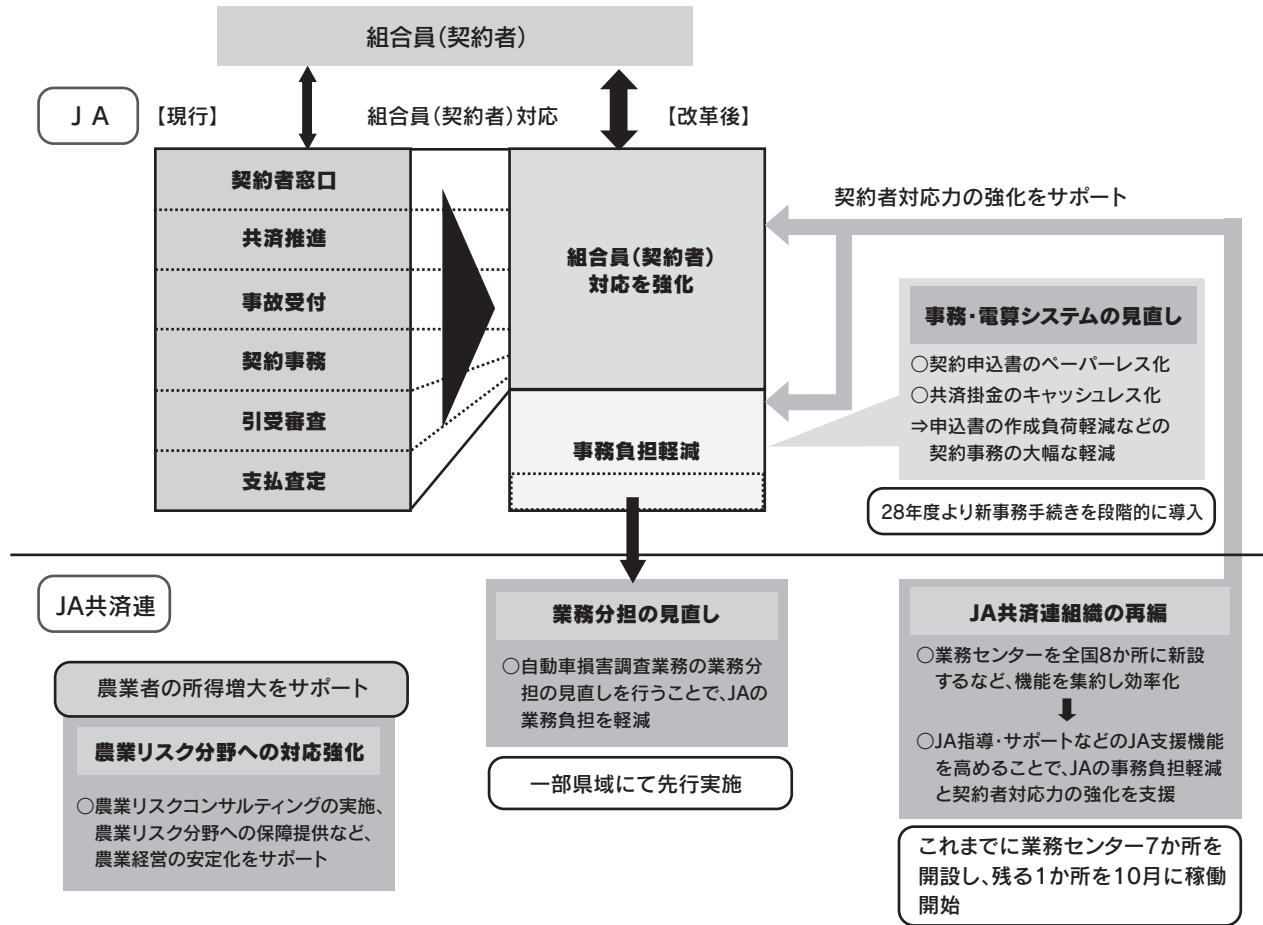 組合員(契約者)
JA
【現行】
組合員(契約者)対応
【改革後】
契約者窓口
共済推進
事故受付
契約事務
引受審査
支払査定
組合員(契約者)
対応を強化
事務負担軽減
契約者対応力の強化をサポート
事務・電算システムの見直し
○契約申込書のペーパーレス化
○共済掛金のキャッシュレス化
⇒申込書の作成負荷軽減などの
契約事務の大幅な軽減
28年度より新事務手続きを段階的に導入
JA共済連
農業者の所得増大をサポート
農業リスク分野への対応強化
○農業リスクコンサルティングの実施、
農業リスク分野への保障提供など、
農業経営の安定化をサポート
業務分担の見直し
○自動車損害調査業務の業務分
担の見直しを行うことで、JAの
業務負担を軽減
一部県域にて先行実施
JA共済連組織の再編
○業務センターを全国8か所に新設
するなど、機能を集約し効率化
○JA指導・サポートなどのJA支援機能
を高めることで、JAの事務負担軽減
と契約者対応力の強化を支援
これまでに業務センター7か所を
開設し、残る1か所を10月に稼働
開始